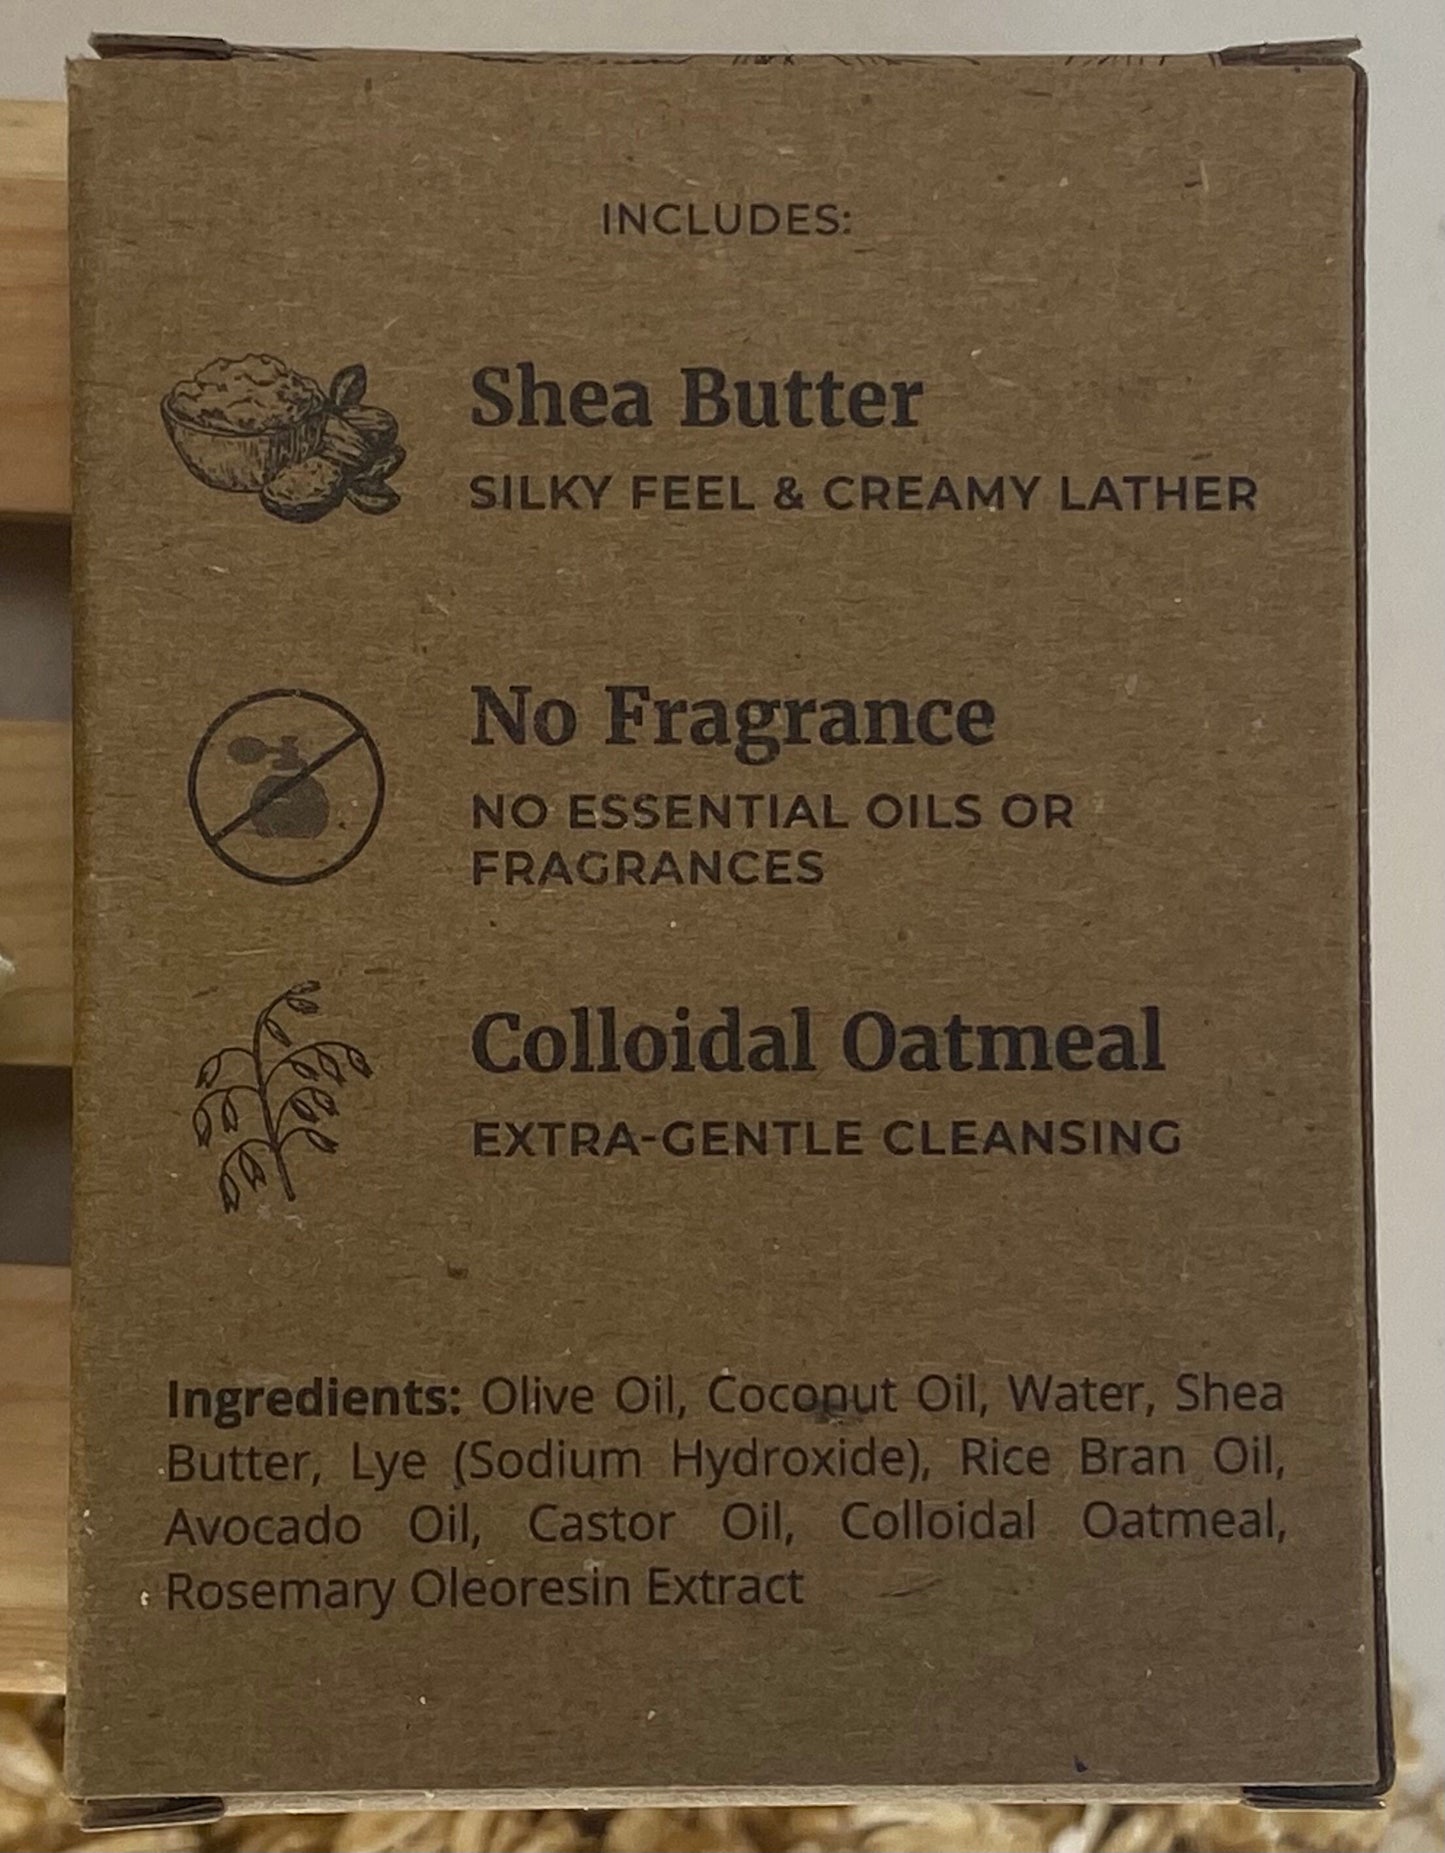 INCLUDES:
Shea Butter
SILKY FEEL & CREAMY LATHER
No Fragrance
NO ESSENTIAL OILS OR
FRAGRANCES
Colloidal Oatmeal
EXTRA-GENTLE CLEANSING
Ingredients: Olive Oil, Coconut Oil, Water, Shea
Butter, Lye (Sodium Hydroxide), Rice Bran Oil,
Avocado Oil, Castor Oil, Colloidal Oatmeal,
Rosemary Oleoresin Extract